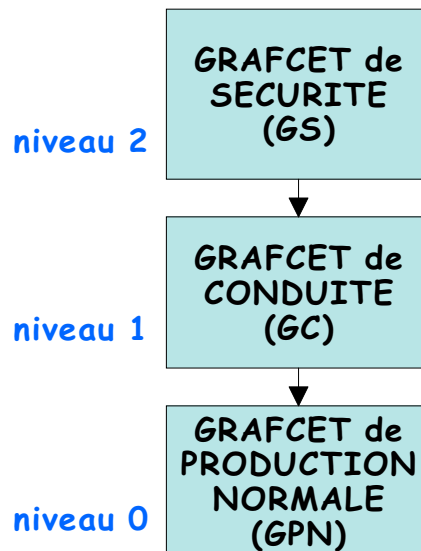 GRAFCET de
SECURITE
(GS)
niveau 2
GRAFCET de
CONDUITE
(GC)
niveau 1
GRAFCET de
PRODUCTION
NORMALE
(GPN)
niveau 0